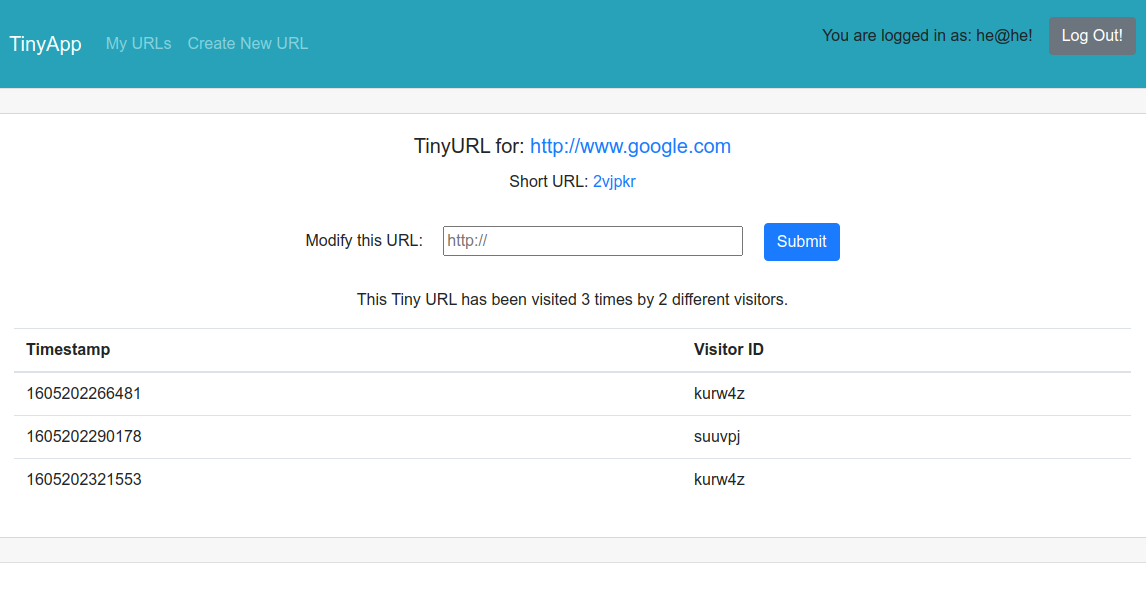 TinyApp My URLs Create New URL You are logged in as: he@he! Log Out!
TinyURL for: http://www.google.com
Short URL: 2vjpkr
Modify this URL: http:// Submit
This Tiny URL has been visited 3 times by 2 different visitors.
Timestamp Visitor ID
1605202266481 kurw4z
1605202290178 suuvpj
1605202321553 kurw4z